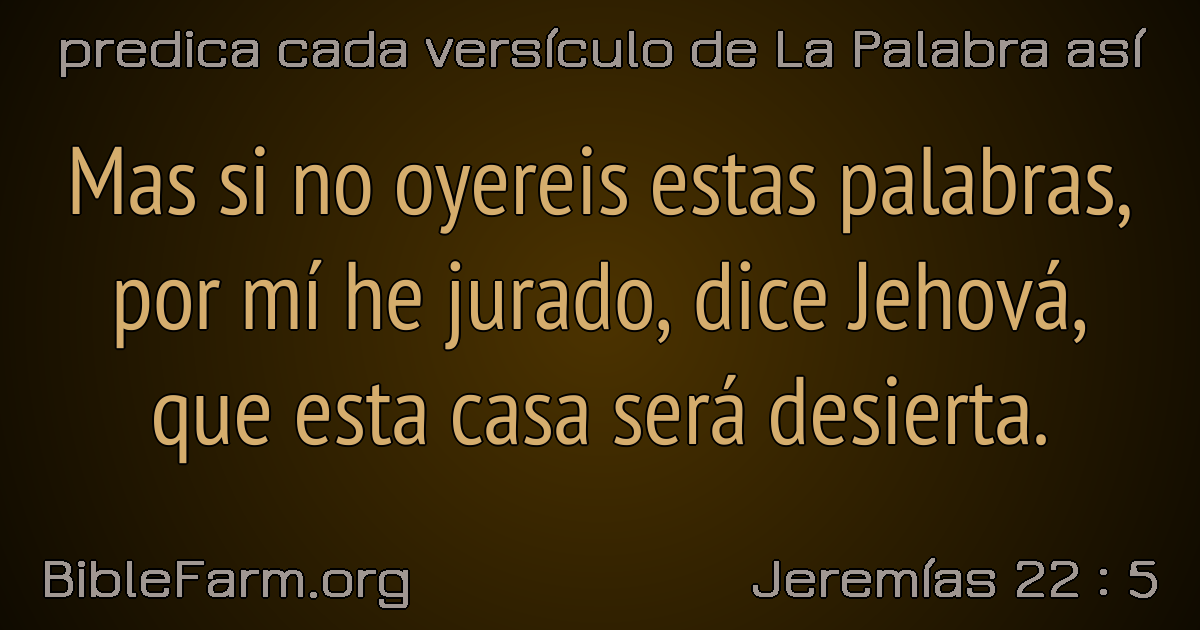 predica cada versículo de La Palabra así
Mas si no oyereis estas palabras,
por mí he jurado, dice Jehová,
que esta casa será desierta.
BibleFarm.org
Jeremías 22 : 5